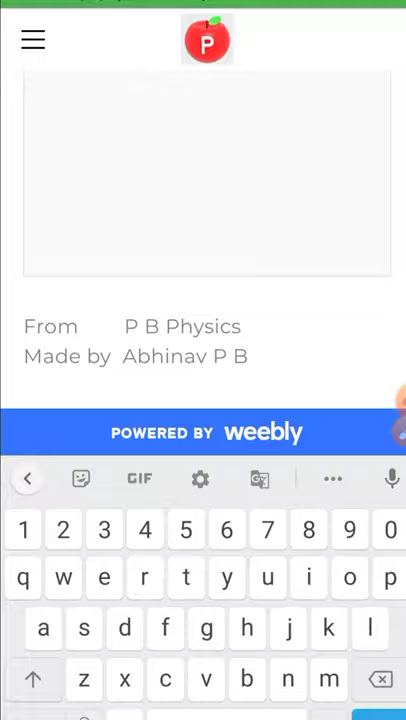 P
From P B Physics
Made by Abhinav P B
POWERED BY weebly
GIF
1 2 3 4 5 6 7 8 9 0
q w e r t y u i o p
a s d f g h j k l
z x c v b n m